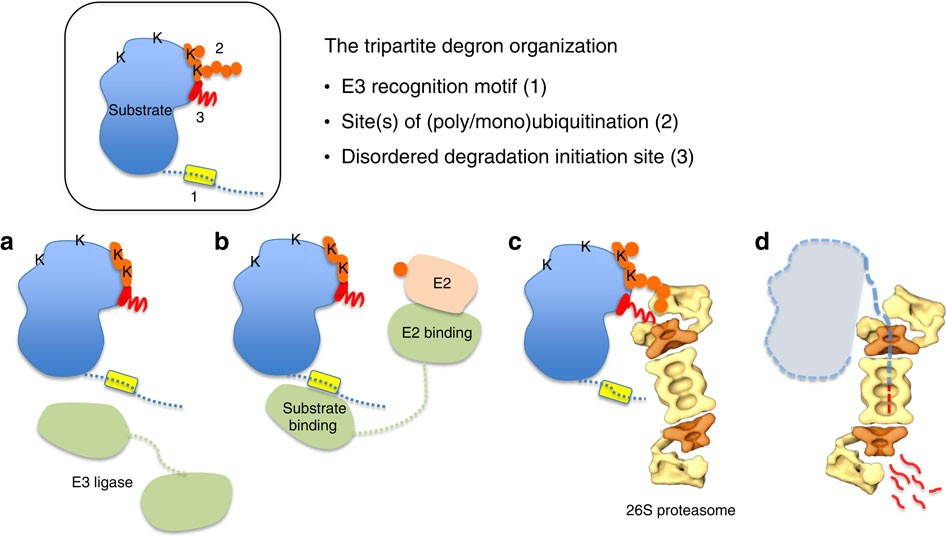 K
K
K
K
2
Substrate
3
1
The tripartite degron organization
• E3 recognition motif (1)
• Site(s) of (poly/mono)ubiquitination (2)
• Disordered degradation initiation site (3)
a
K
K
K
K
E3 ligase
b
K
K
K
K
E2
E2 binding
Substrate
binding
c
K
K
K
K
26S proteasome
d